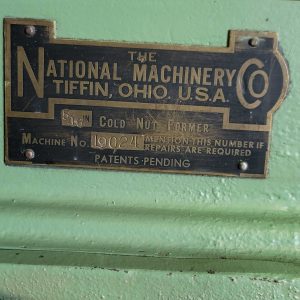 THE
NATIONAL MACHINERY CO
TIFFIN, OHIO. U.S.A.
IN COLD NUT FORMER
MACHINE NO. 19024 MENTION THIS NUMBER IF
REPAIRS ARE REQUIRED
PATENTS-PENDING